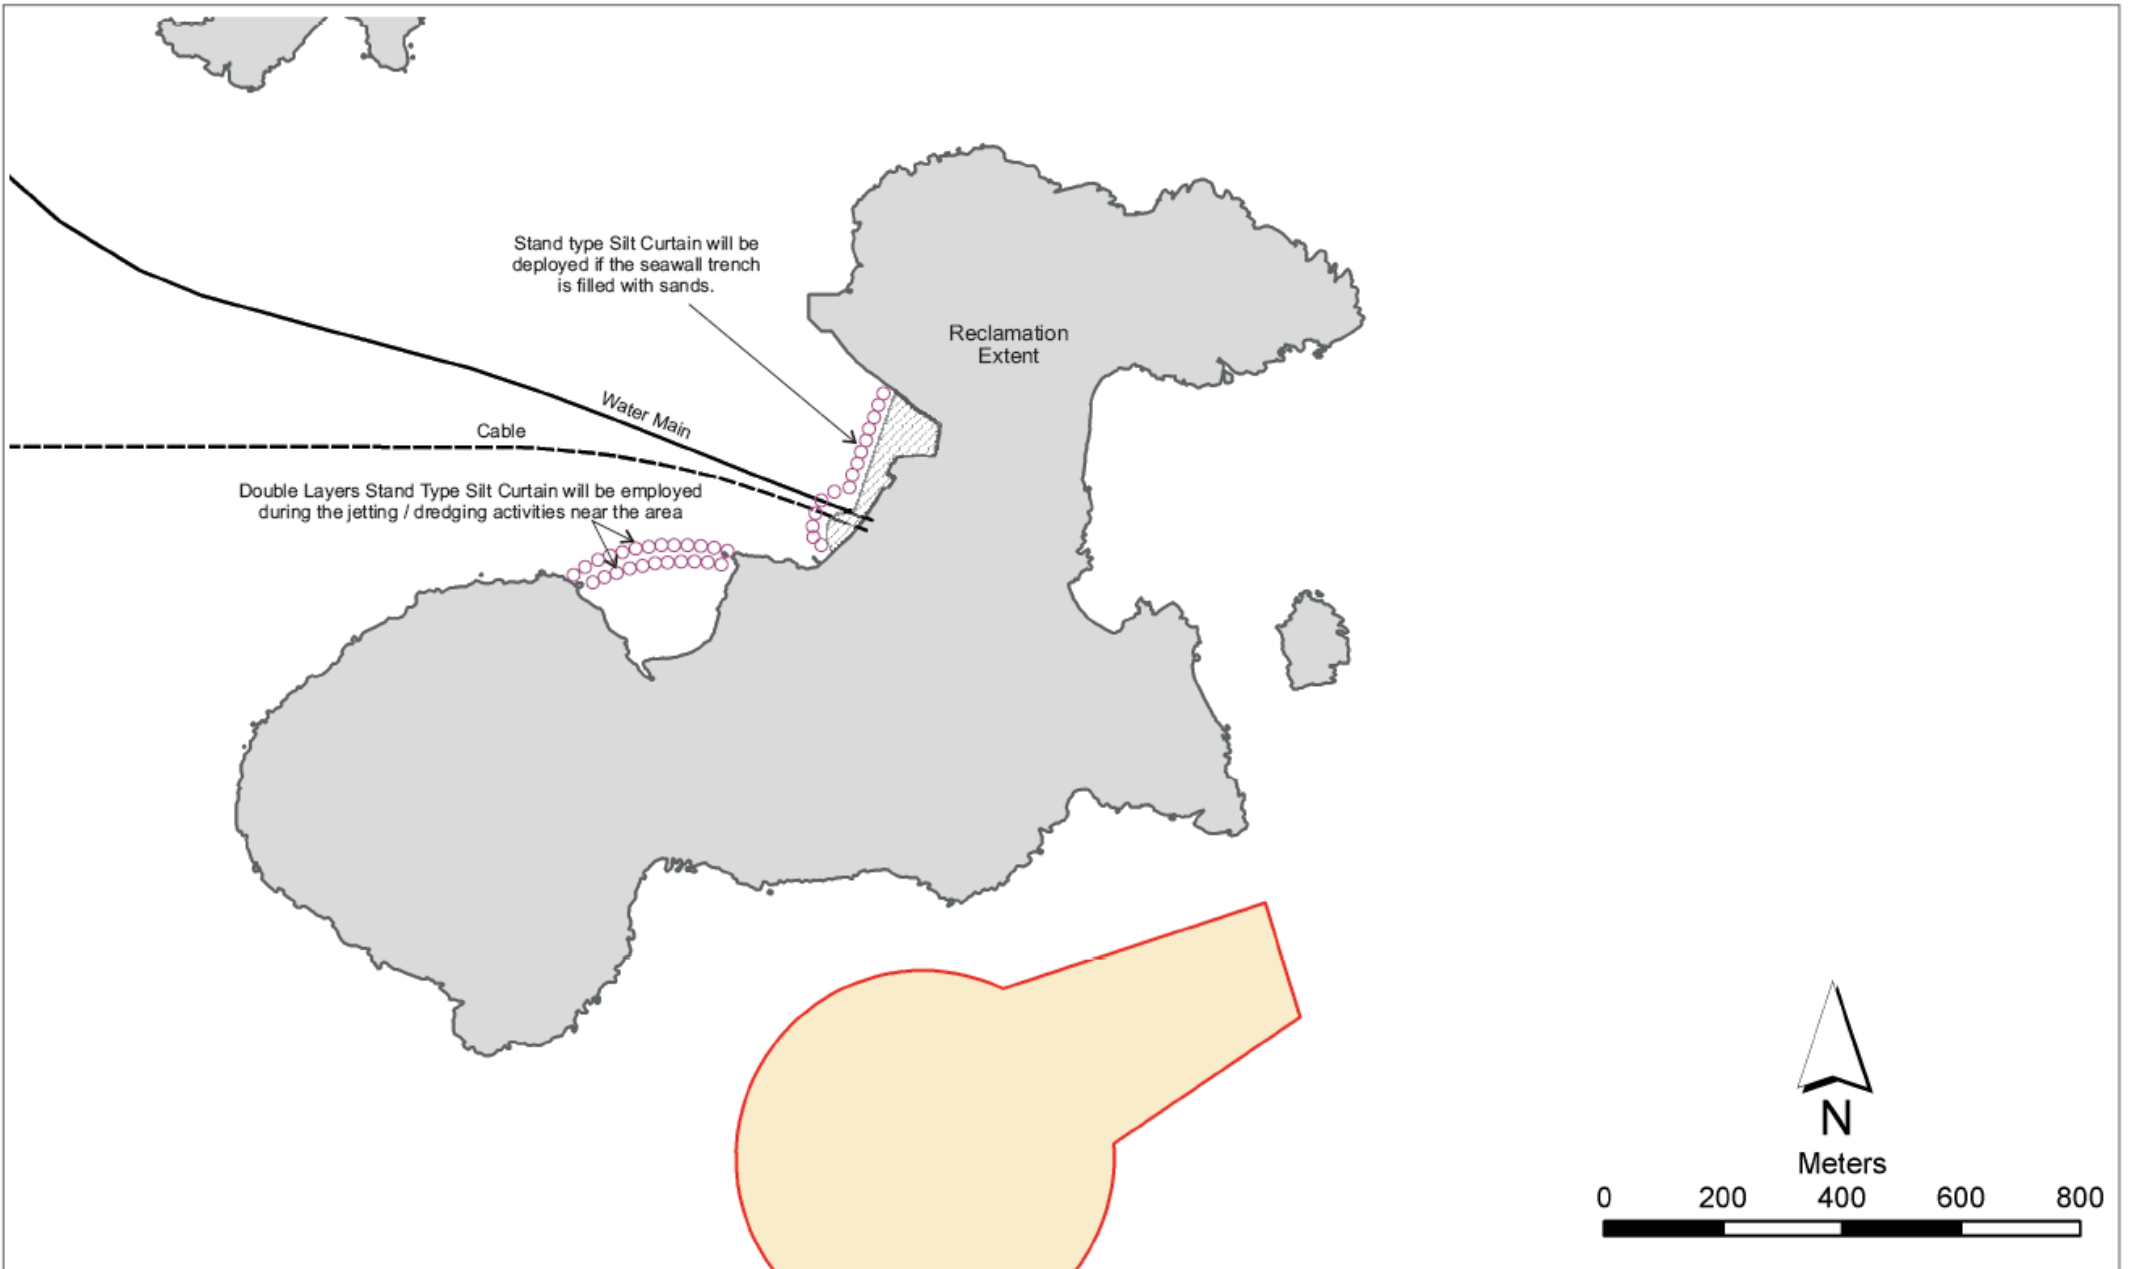 Stand type Silt Curtain will be
deployed if the seawall trench
is filled with sands.
Reclamation
Extent
Water Main
Cable
Double Layers Stand Type Silt Curtain will be employed
during the jetting / dredging activities near the area
N
Meters
0 200 400 600 800